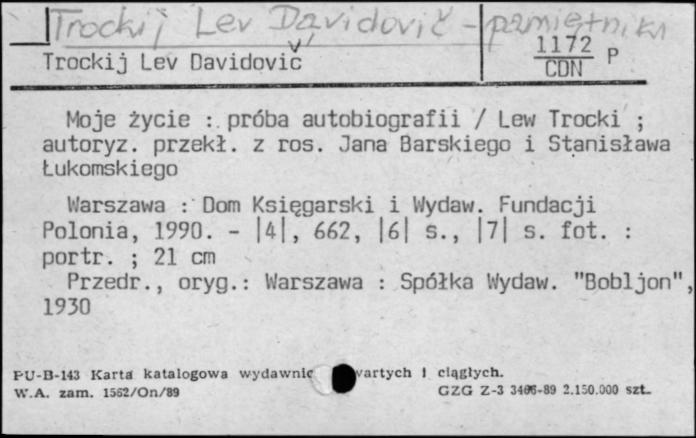 Trockij Lev Davidovič - pamiętniki
1172 P
CDN
Trockij Lev Davidovič
Moje życie : próba autobiografii / Lew Trocki ;
autoryz. przekł. z ros. Jana Barskiego i Stanisława
Łukomskiego
Warszawa : Dom Księgarski i Wydaw. Fundacji
Polonia, 1990. - |4|, 662, |6| s., |7| s. fot. :
portr. ; 21 cm
Przedr., oryg.: Warszawa : Spółka Wydaw. "Bobljon",
1930
PU-B-143 Karta katalogowa wydawnic wartych i ciągłych.
W.A. zam. 1562/On/89 GZG Z-3 3466-89 2.150.000 szt.